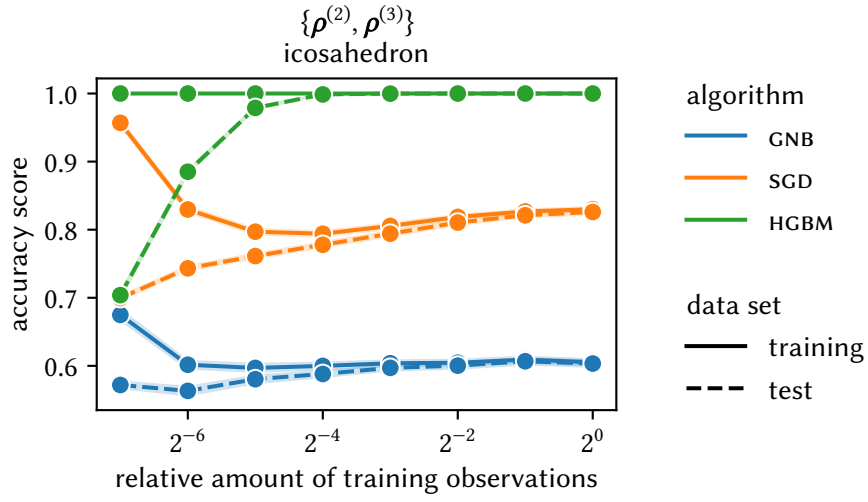 {ρ⁽²⁾, ρ⁽³⁾}
icosahedron
accuracy score
1.0
0.9
0.8
0.7
0.6
2⁻⁶
2⁻⁴
2⁻²
2⁰
relative amount of training observations
algorithm
GNB
SGD
HGBM
data set
training
test